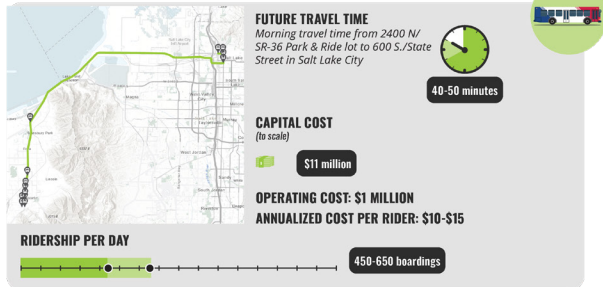 FUTURE TRAVEL TIME
Morning travel time from 2400 N/
SR-36 Park & Ride lot to 600 S./State
Street in Salt Lake City
40-50 minutes
CAPITAL COST
(to scale)
$11 million
OPERATING COST: $1 MILLION
ANNUALIZED COST PER RIDER: $10-$15
RIDERSHIP PER DAY
450-650 boardings